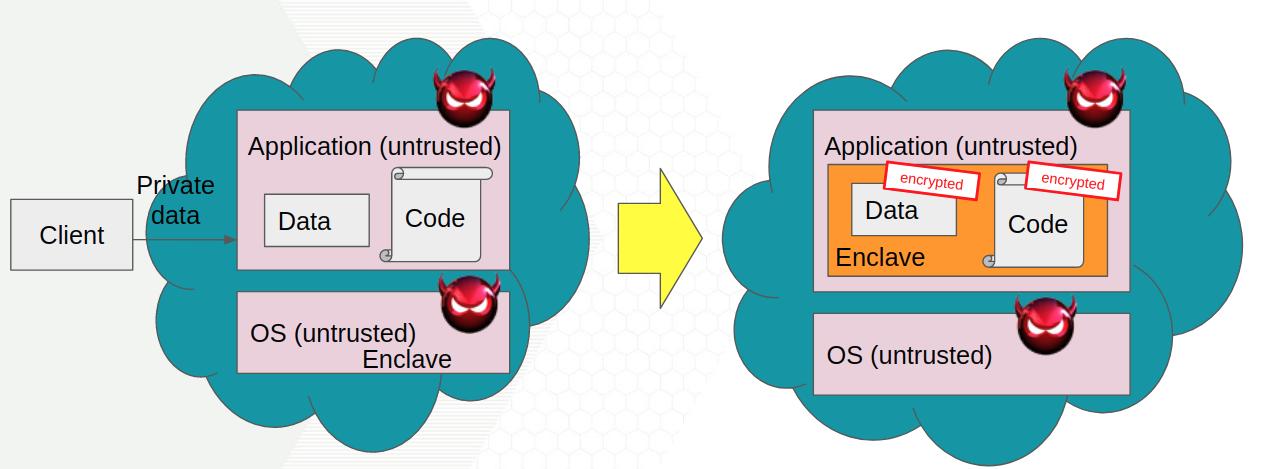 Client
Private
data
Application (untrusted)
Data
Code
OS (untrusted)
Enclave
Application (untrusted)
encrypted
encrypted
Data
Code
Enclave
OS (untrusted)